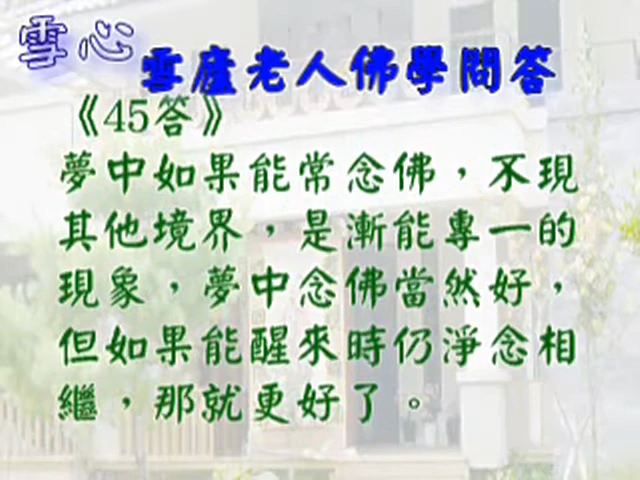 雪心
雪廬老人佛學問答
《45答》
夢中如果能常念佛，不現
其他境界，是漸能專一的
現象，夢中念佛當然好，
但如果能醒來時仍淨念相
繼，那就更好了。